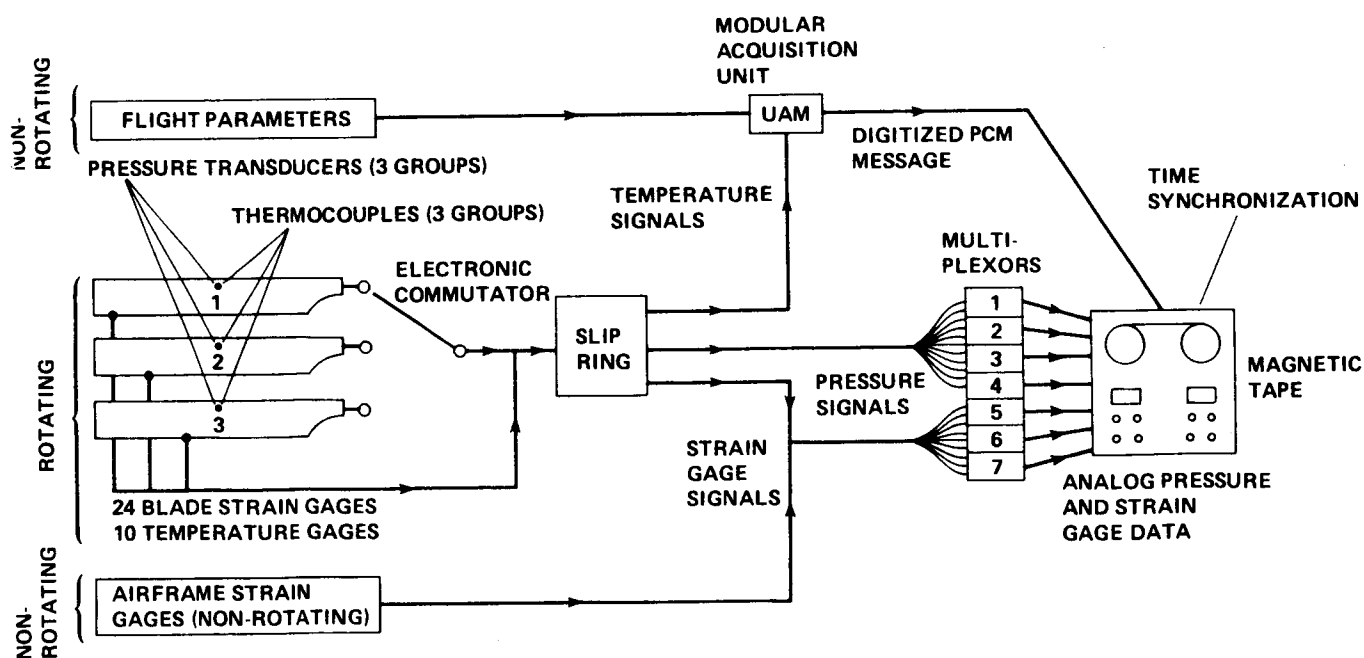 NON-
ROTATING
FLIGHT PARAMETERS
MODULAR
ACQUISITION
UNIT
UAM
DIGITIZED PCM
MESSAGE
PRESSURE TRANSDUCERS (3 GROUPS)
THERMOCOUPLES (3 GROUPS)
TEMPERATURE
SIGNALS
TIME
SYNCHRONIZATION
ROTATING
1
2
3
ELECTRONIC
COMMUTATOR
SLIP
RING
MULTI-
PLEXORS
1
2
3
4
5
6
7
PRESSURE
SIGNALS
STRAIN
GAGE
SIGNALS
MAGNETIC
TAPE
ANALOG PRESSURE
AND STRAIN
GAGE DATA
24 BLADE STRAIN GAGES
10 TEMPERATURE GAGES
NON-
ROTATING
AIRFRAME STRAIN
GAGES (NON-ROTATING)